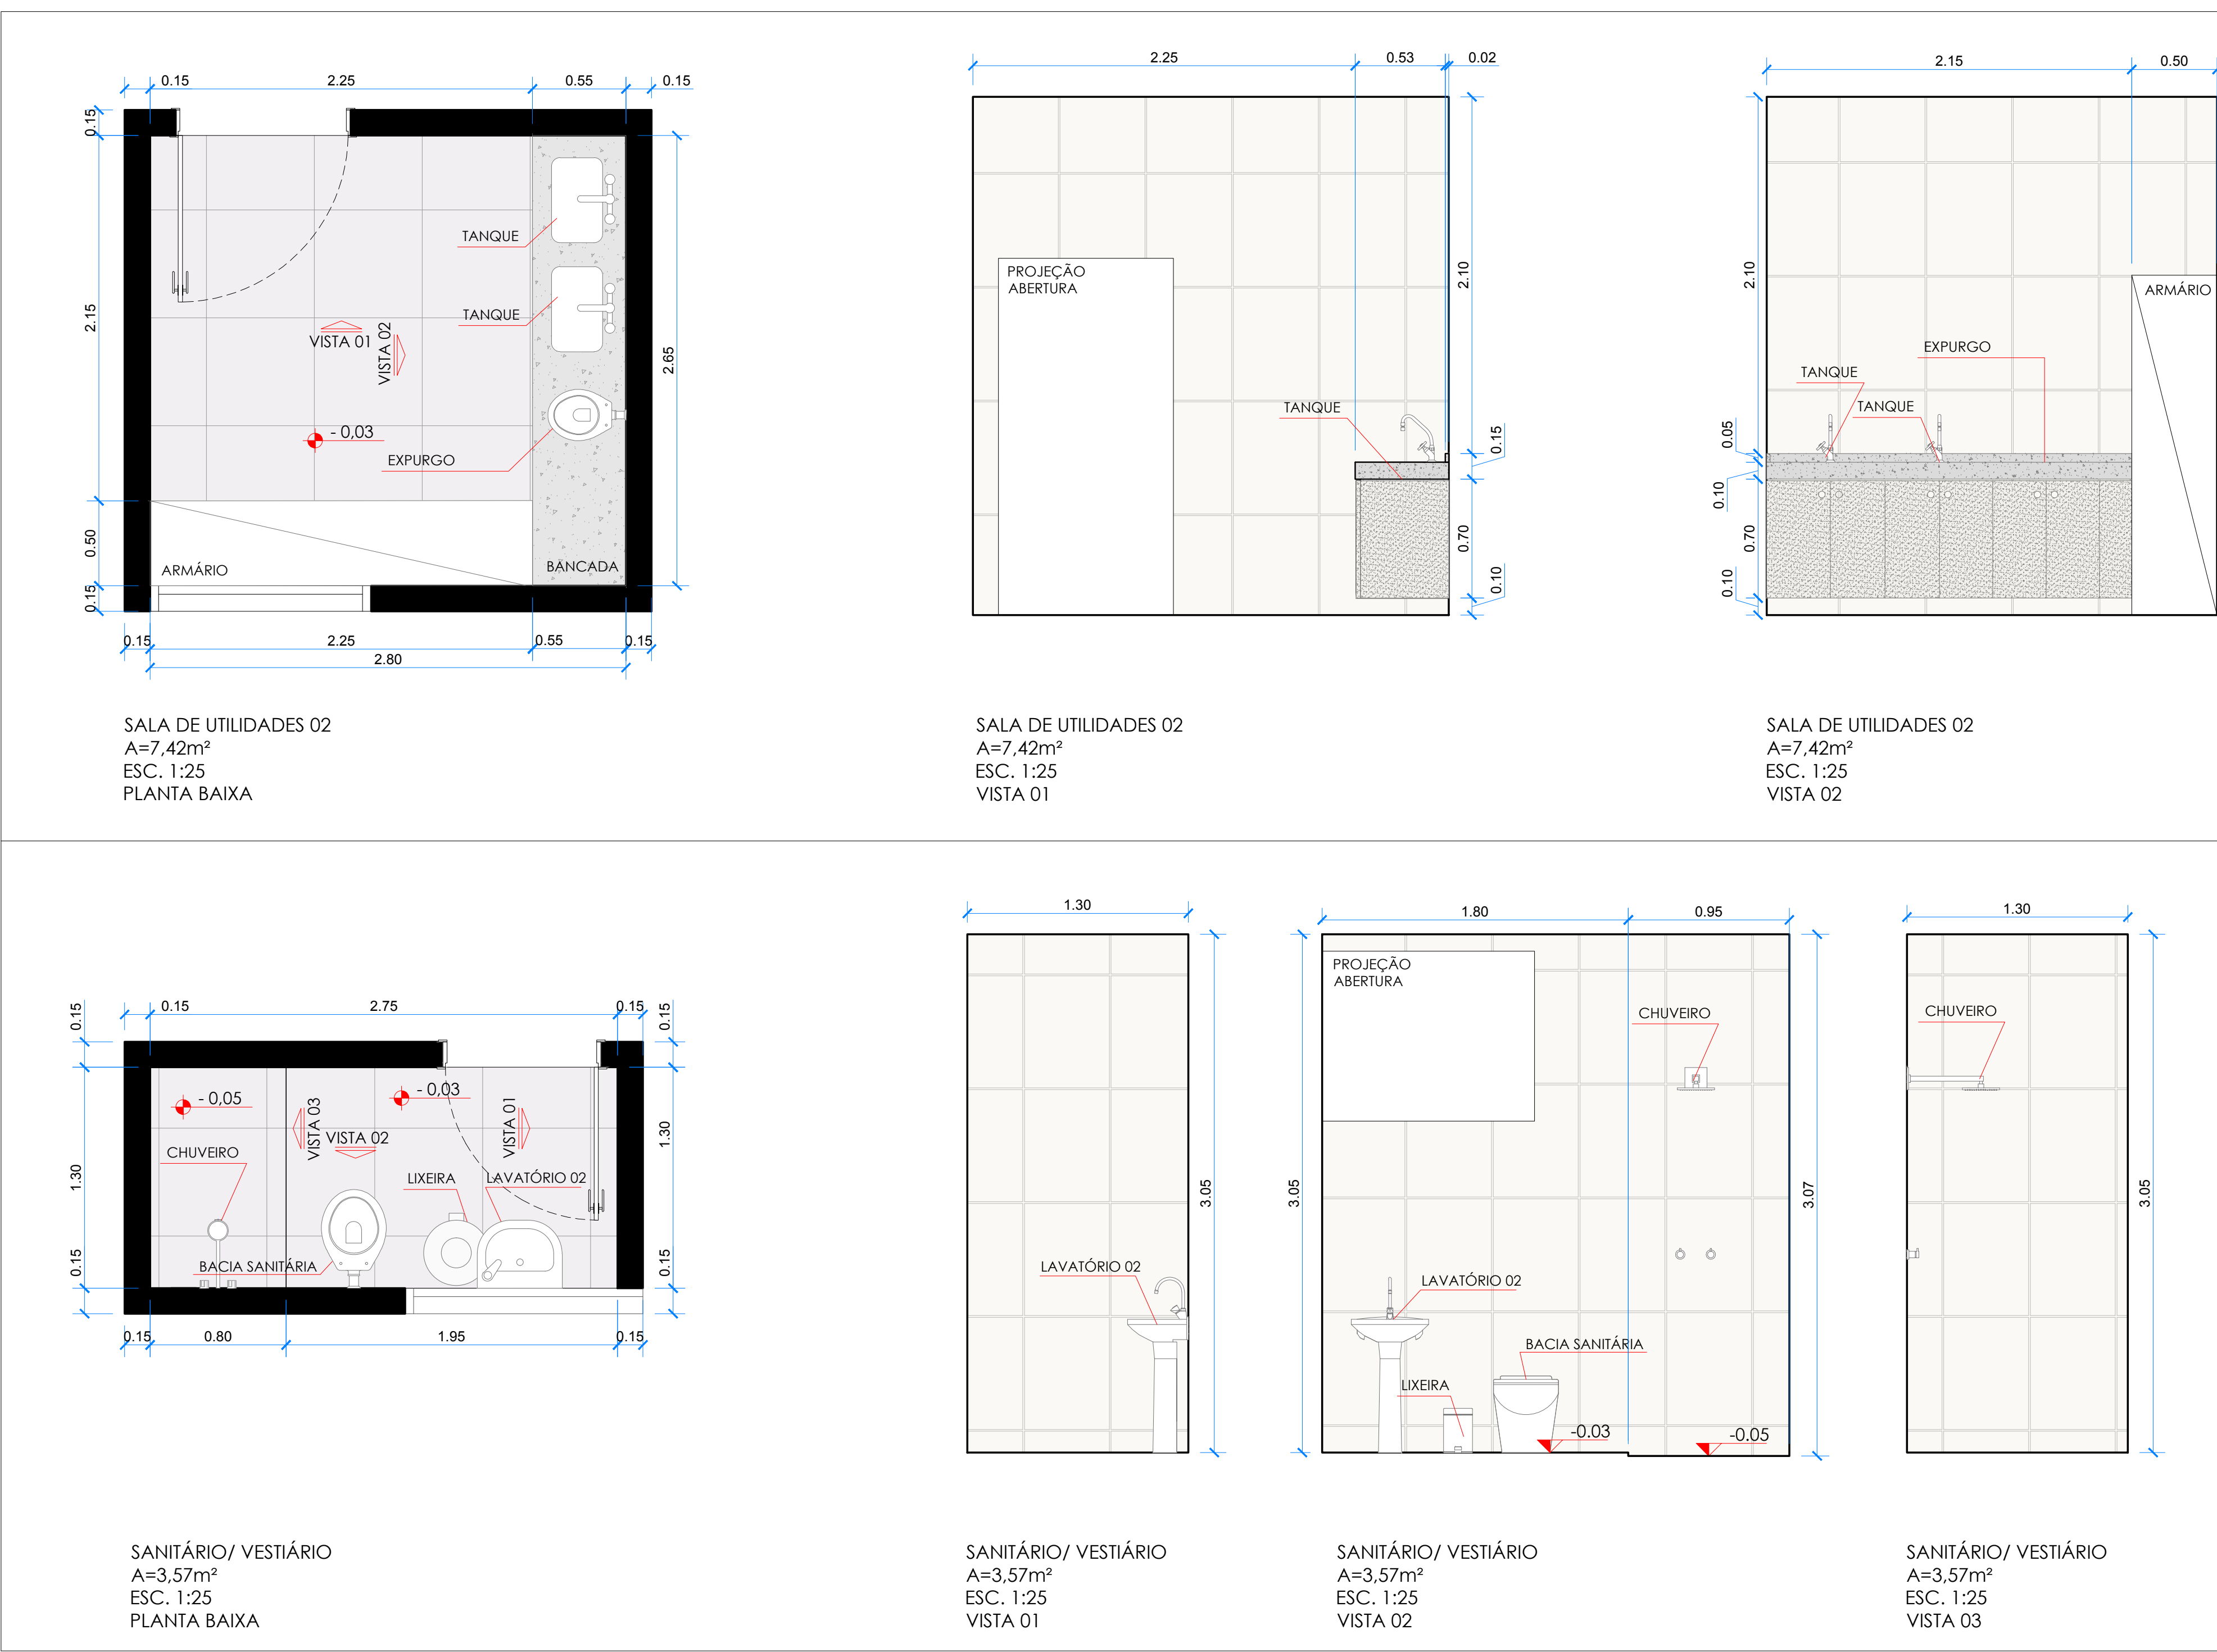 0.15 2.25 0.55 0.15
0.15
2.15
0.50
0.15
2.65
TANQUE
TANQUE
VISTA 01
VISTA 02
- 0,03
EXPURGO
ARMÁRIO
BANCADA
0.15 2.25 0.55 0.15
2.80
SALA DE UTILIDADES 02
A=7,42m²
ESC. 1:25
PLANTA BAIXA
2.25 0.53 0.02
PROJEÇÃO
ABERTURA
TANQUE
2.10
0.15
0.70
0.10
SALA DE UTILIDADES 02
A=7,42m²
ESC. 1:25
VISTA 01
2.15 0.50
2.10
0.05
0.10
0.70
0.10
ARMÁRIO
EXPURGO
TANQUE
TANQUE
SALA DE UTILIDADES 02
A=7,42m²
ESC. 1:25
VISTA 02
0.15 2.75 0.15
0.15
1.30
0.15
0.15
1.30
0.15
- 0,05
- 0,03
VISTA 03
VISTA 02
VISTA 01
CHUVEIRO
LIXEIRA
LAVATÓRIO 02
BACIA SANITÁRIA
0.15 0.80 1.95 0.15
SANITÁRIO/ VESTIÁRIO
A=3,57m²
ESC. 1:25
PLANTA BAIXA
1.30
3.05
LAVATÓRIO 02
SANITÁRIO/ VESTIÁRIO
A=3,57m²
ESC. 1:25
VISTA 01
1.80 0.95
3.05
PROJEÇÃO
ABERTURA
CHUVEIRO
3.07
LAVATÓRIO 02
BACIA SANITÁRIA
LIXEIRA
-0.03
-0.05
SANITÁRIO/ VESTIÁRIO
A=3,57m²
ESC. 1:25
VISTA 02
1.30
CHUVEIRO
3.05
SANITÁRIO/ VESTIÁRIO
A=3,57m²
ESC. 1:25
VISTA 03